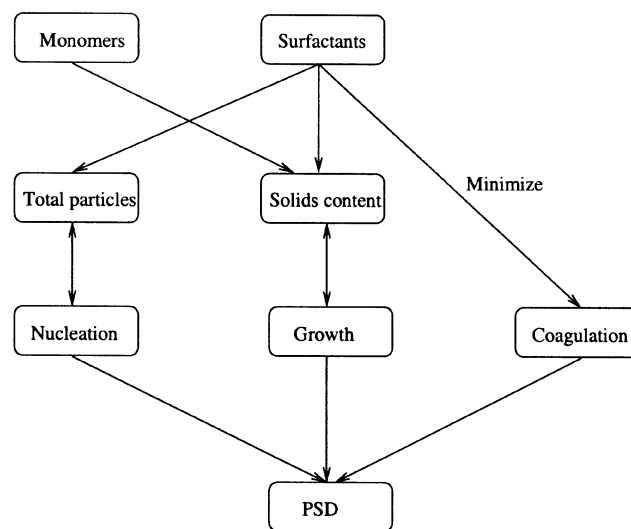 Monomers
Surfactants
Total particles
Solids content
Minimize
Nucleation
Growth
Coagulation
PSD